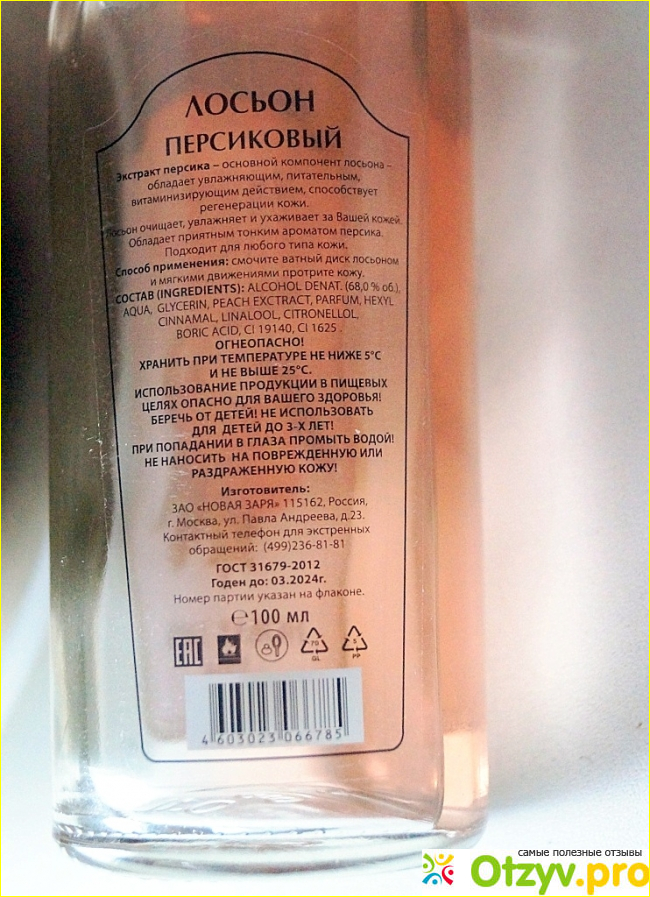 ЛОСЬОН
ПЕРСИКОВЫЙ
Экстракт персика – основной компонент лосьона –
обладает увлажняющим, питательным,
витаминизирующим действием, способствует
регенерации кожи.
Лосьон очищает, увлажняет и ухаживает за Вашей кожей.
Обладает приятным тонким ароматом персика.
Подходит для любого типа кожи.
Способ применения: смочите ватный диск лосьоном
и мягкими движениями протрите кожу.
СОСТАВ (INGREDIENTS): ALCOHOL DENAT. (68,0 % об.),
AQUA, GLYCERIN, PEACH EXCTRACT, PARFUM, HEXYL
CINNAMAL, LINALOOL, CITRONELLOL,
BORIC ACID, CI 19140, CI 1625 .
ОГНЕОПАСНО!
ХРАНИТЬ ПРИ ТЕМПЕРАТУРЕ НЕ НИЖЕ 5°С
И НЕ ВЫШЕ 25°С.
ИСПОЛЬЗОВАНИЕ ПРОДУКЦИИ В ПИЩЕВЫХ
ЦЕЛЯХ ОПАСНО ДЛЯ ВАШЕГО ЗДОРОВЬЯ!
БЕРЕЧЬ ОТ ДЕТЕЙ! НЕ ИСПОЛЬЗОВАТЬ
ДЛЯ ДЕТЕЙ ДО 3-Х ЛЕТ!
ПРИ ПОПАДАНИИ В ГЛАЗА ПРОМЫТЬ ВОДОЙ!
НЕ НАНОСИТЬ НА ПОВРЕЖДЕННУЮ ИЛИ
РАЗДРАЖЕННУЮ КОЖУ!
Изготовитель:
ЗАО «НОВАЯ ЗАРЯ» 115162, Россия,
г. Москва, ул. Павла Андреева, д.23.
Контактный телефон для экстренных
обращений: (499)236-81-81
ГОСТ 31679-2012
Годен до: 03.2024г.
Номер партии указан на флаконе.
℮100 мл
EAC
70 5
GL PP
4 603023 066785
самые полезные отзывы
Otzyv.pro